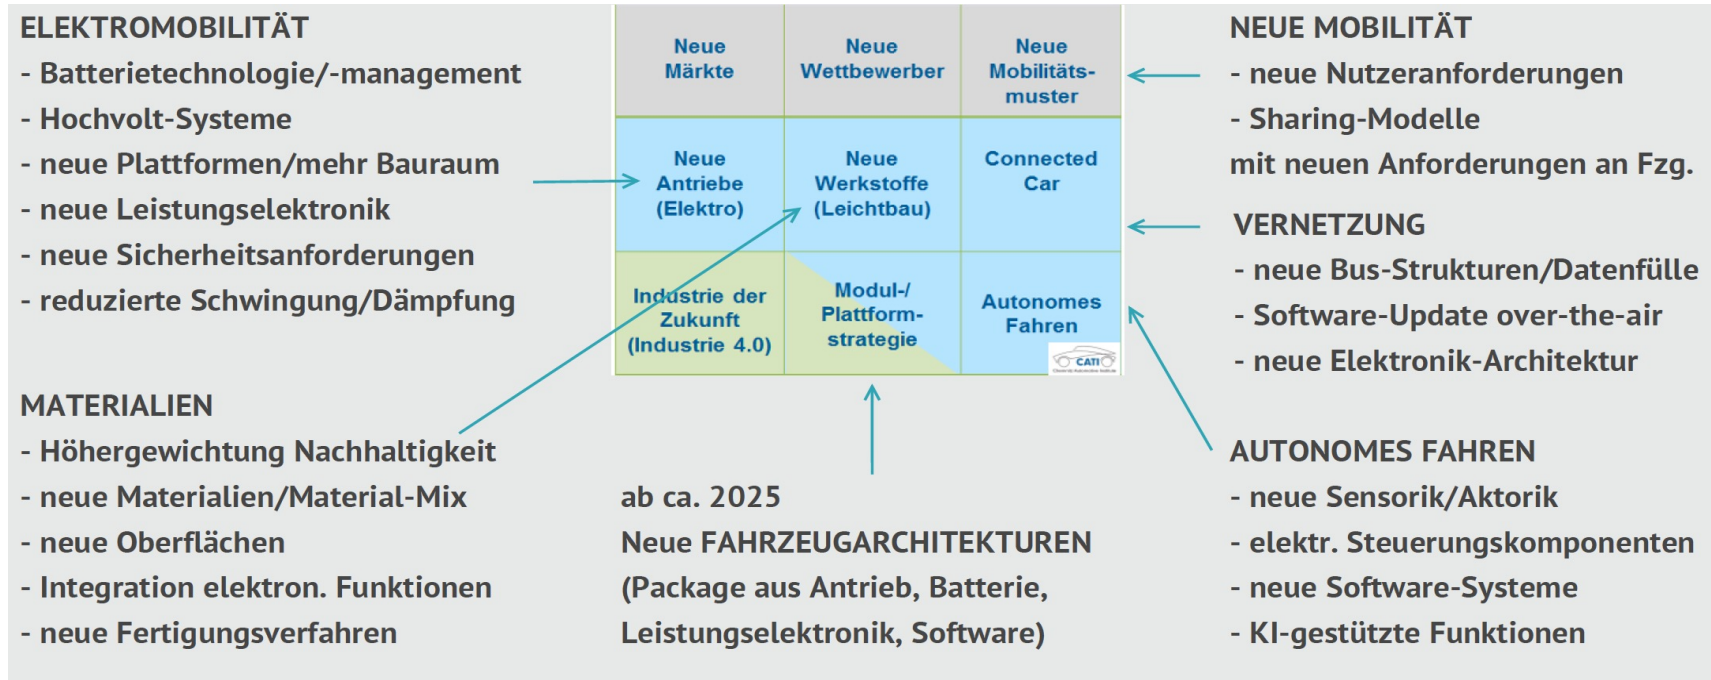 ELEKTROMOBILITÄT
- Batterietechnologie/-management
- Hochvolt-Systeme
- neue Plattformen/mehr Bauraum
- neue Leistungselektronik
- neue Sicherheitsanforderungen
- reduzierte Schwingung/Dämpfung
MATERIALIEN
- Höhergewichtung Nachhaltigkeit
- neue Materialien/Material-Mix
- neue Oberflächen
- Integration elektron. Funktionen
- neue Fertigungsverfahren
Neue
Märkte
Neue
Wettbewerber
Neue
Mobilitäts-
muster
Neue
Antriebe
(Elektro)
Neue
Werkstoffe
(Leichtbau)
Connected
Car
Industrie der
Zukunft
(Industrie 4.0)
Modul-/
Plattform-
strategie
Autonomes
Fahren
CATI
Chemnitz Automotive Institute
ab ca. 2025
Neue FAHRZEUGARCHITEKTUREN
(Package aus Antrieb, Batterie,
Leistungselektronik, Software)
NEUE MOBILITÄT
- neue Nutzeranforderungen
- Sharing-Modelle
mit neuen Anforderungen an Fzg.
VERNETZUNG
- neue Bus-Strukturen/Datenfülle
- Software-Update over-the-air
- neue Elektronik-Architektur
AUTONOMES FAHREN
- neue Sensorik/Aktorik
- elektr. Steuerungskomponenten
- neue Software-Systeme
- KI-gestützte Funktionen